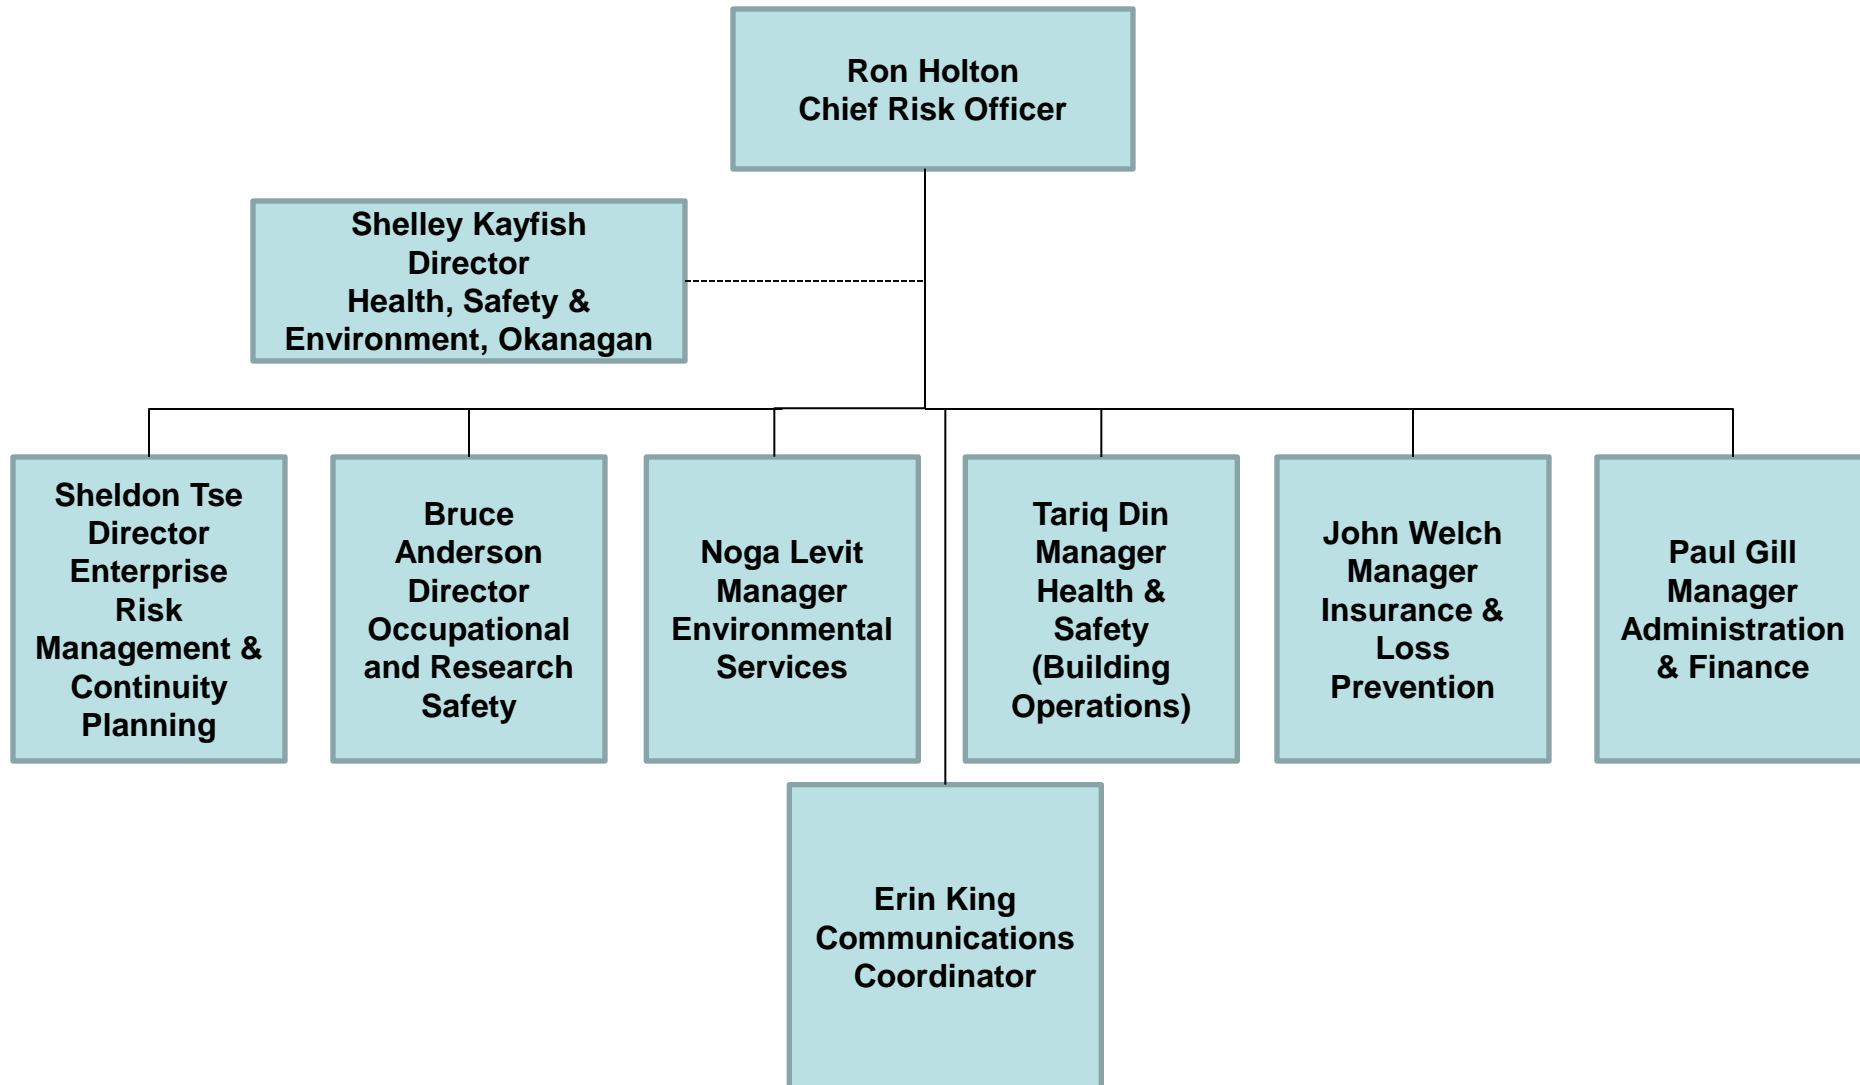 Ron Holton
Chief Risk Officer
Shelley Kayfish
Director
Health, Safety &
Environment, Okanagan
Sheldon Tse
Director
Enterprise
Risk
Management &
Continuity
Planning
Bruce
Anderson
Director
Occupational
and Research
Safety
Noga Levit
Manager
Environmental
Services
Tariq Din
Manager
Health &
Safety
(Building
Operations)
John Welch
Manager
Insurance &
Loss
Prevention
Paul Gill
Manager
Administration
& Finance
Erin King
Communications
Coordinator